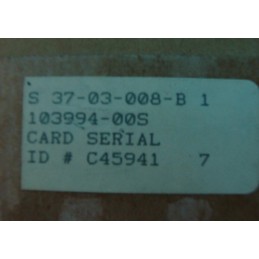 S 37-03-008-B 1
103994-00S
CARD SERIAL
ID # C45941 7